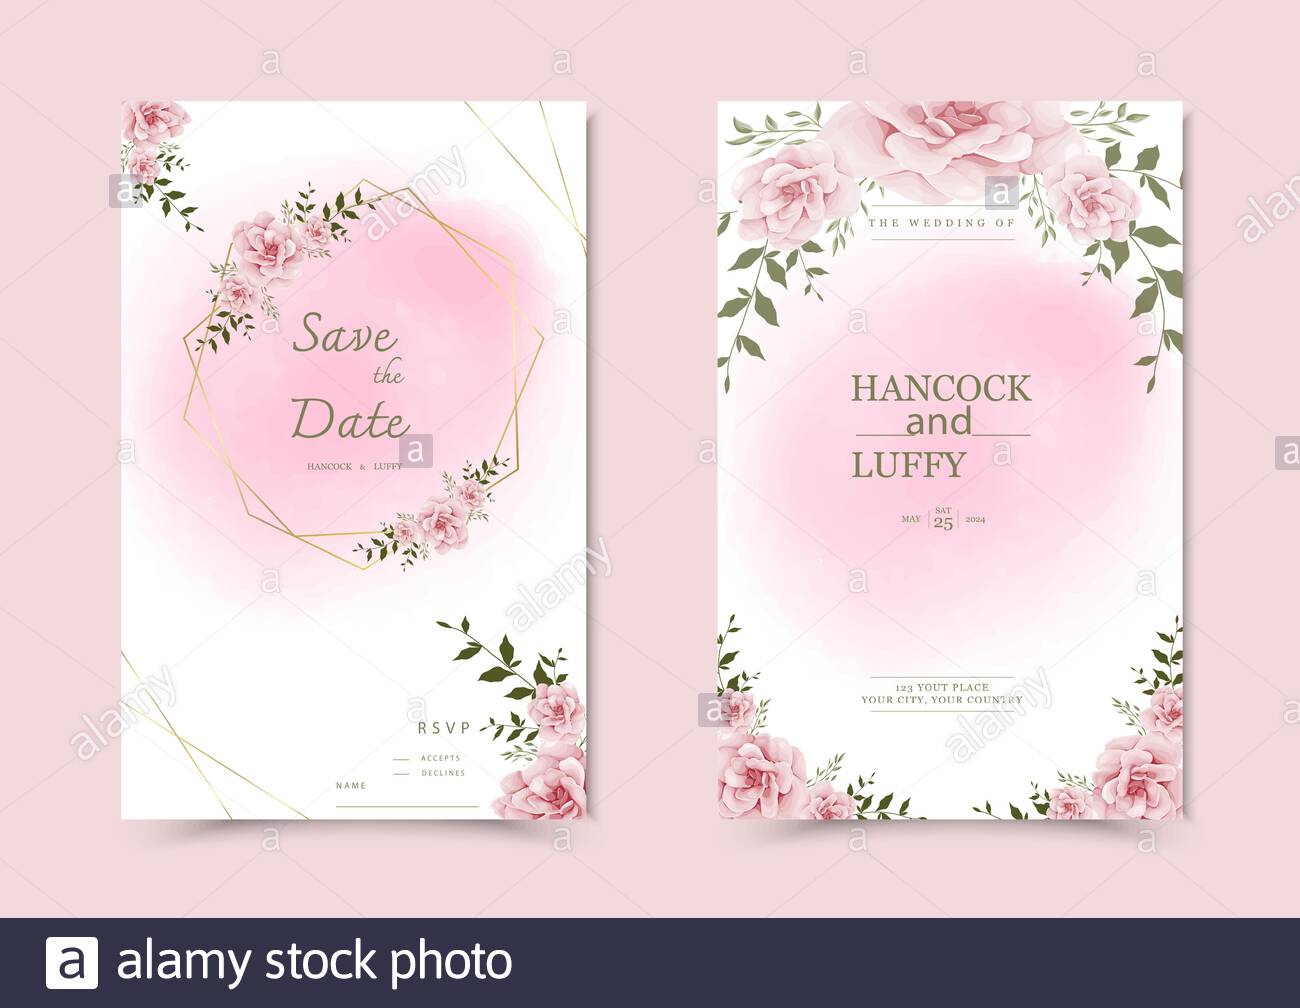 Save
the
Date
HANCOCK & LUFFY
RSVP
ACCEPTS
DECLINES
NAME
THE WEDDING OF
HANCOCK
and
LUFFY
MAY SAT 25 2024
123 YOUT PLACE
YOUR CITY, YOUR COUNTRY
a alamy stock photo